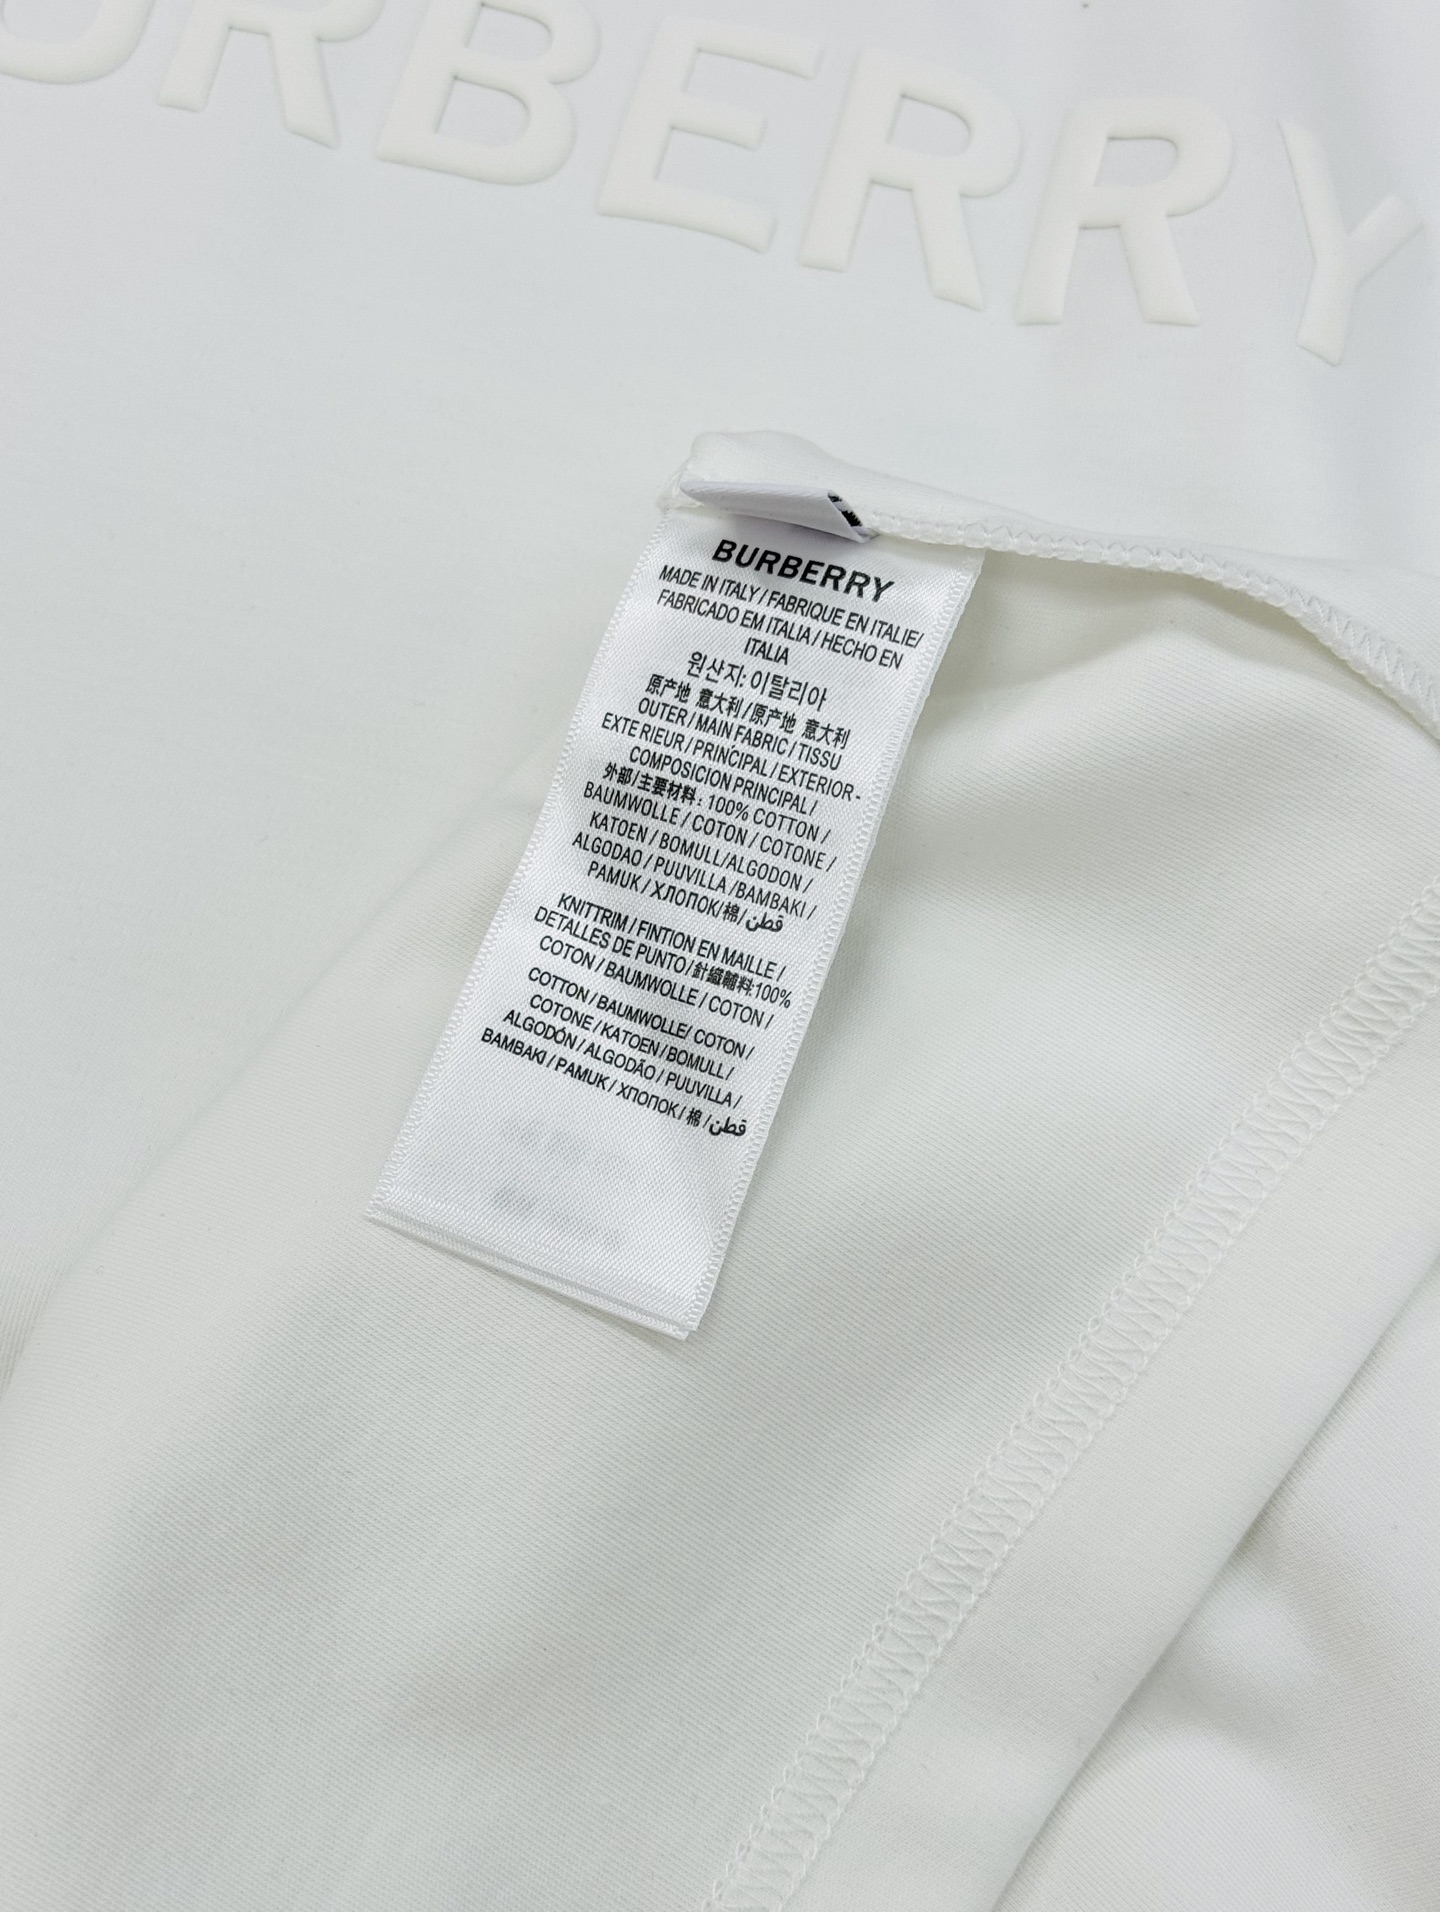 URBERRY
BURBERRY
MADE IN ITALY / FABRIQUE EN ITALIE/
FABRICADO EM ITALIA / HECHO EN
ITALIA
원산지: 이탈리아
原产地 意大利 / 原产地 意大利
OUTER / MAIN FABRIC / TISSU
EXTE RIEUR / PRINCIPAL / EXTERIOR -
COMPOSICION PRINCIPAL /
外部 / 主要材料 : 100% COTTON /
BAUMWOLLE / COTON / COTONE /
KATOEN / BOMULL/ALGODON /
ALGODAO / PUUVILLA /BAMBAKI /
PAMUK / ХЛОПОК/棉/قطن
KNITTRIM / FINTION EN MAILLE /
DETALLES DE PUNTO /針織輔料:100%
COTON / BAUMWOLLE / COTON /
COTTON / BAUMWOLLE/ COTON /
COTONE / KATOEN / BOMULL /
ALGODÓN / ALGODÃO / PUUVILLA /
BAMBAKI / PAMUK / ХЛОПОК / 棉 /قطن